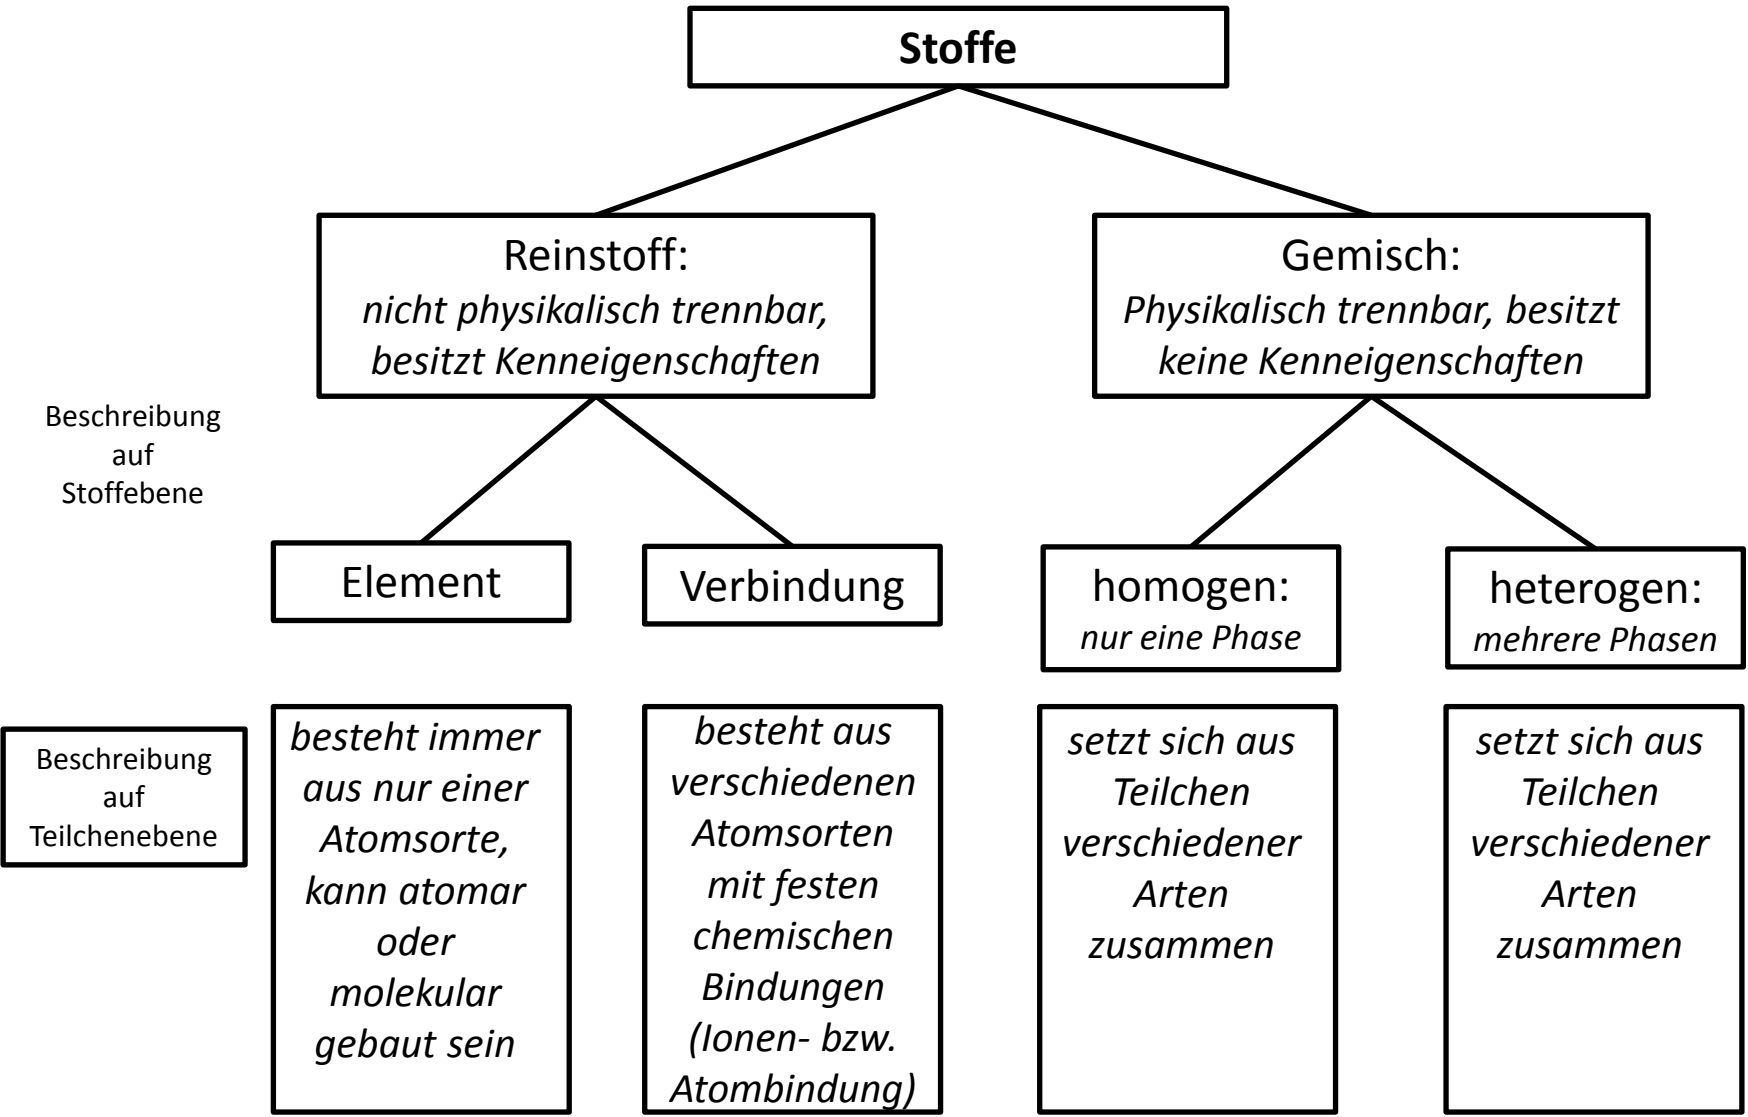 Stoffe
Reinstoff:
nicht physikalisch trennbar,
besitzt Kenneigenschaften
Gemisch:
Physikalisch trennbar, besitzt
keine Kenneigenschaften
Beschreibung
auf
Stoffebene
Element
Verbindung
homogen:
nur eine Phase
heterogen:
mehrere Phasen
Beschreibung
auf
Teilchenebene
besteht immer
aus nur einer
Atomsorte,
kann atomar
oder
molekular
gebaut sein
besteht aus
verschiedenen
Atomsorten
mit festen
chemischen
Bindungen
(Ionen- bzw.
Atombindung)
setzt sich aus
Teilchen
verschiedener
Arten
zusammen
setzt sich aus
Teilchen
verschiedener
Arten
zusammen